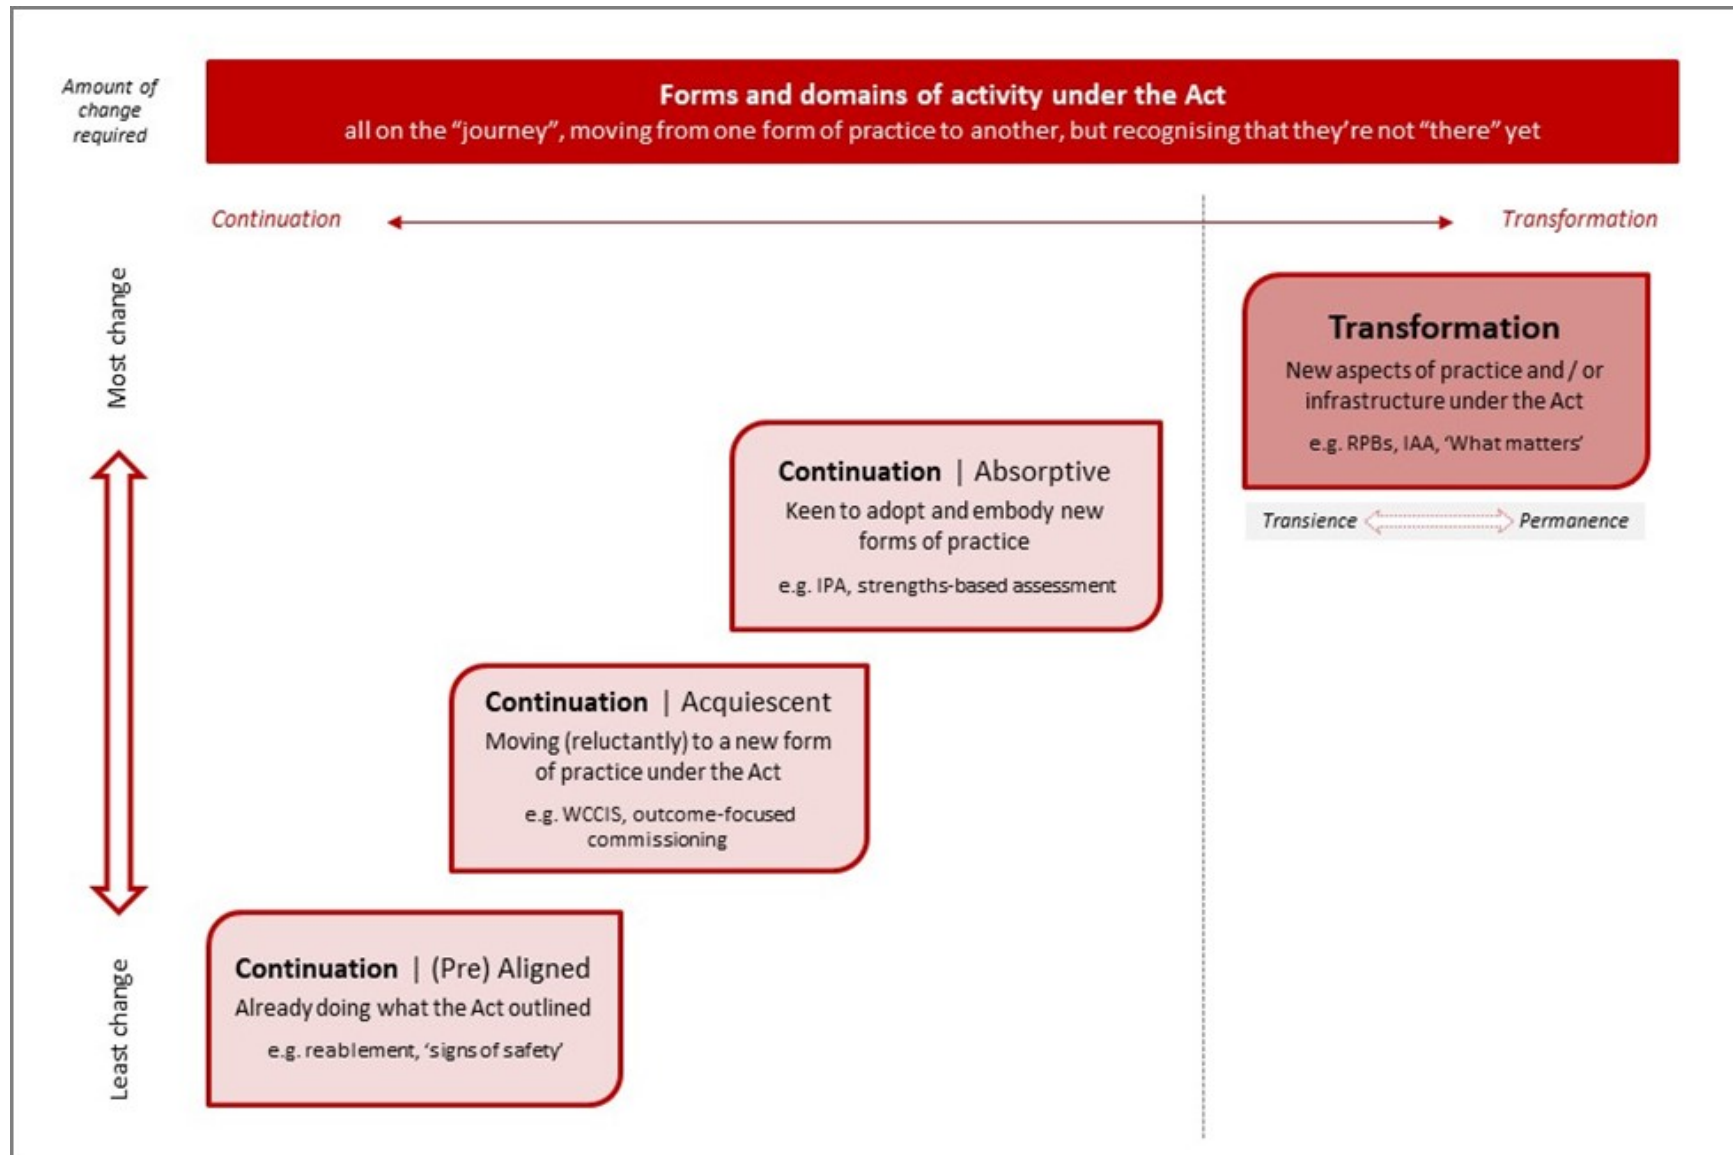 Amount of
change
required
Forms and domains of activity under the Act
all on the “journey”, moving from one form of practice to another, but recognising that they’re not “there” yet
Continuation
Transformation
Most change
Transformation
New aspects of practice and / or
infrastructure under the Act
e.g. RPBs, IAA, ‘What matters’
Transience
Permanence
Continuation | Absorptive
Keen to adopt and embody new
forms of practice
e.g. IPA, strengths-based assessment
Continuation | Acquiescent
Moving (reluctantly) to a new form
of practice under the Act
e.g. WCCIS, outcome-focused
commissioning
Least change
Continuation | (Pre) Aligned
Already doing what the Act outlined
e.g. reablement, ‘signs of safety’